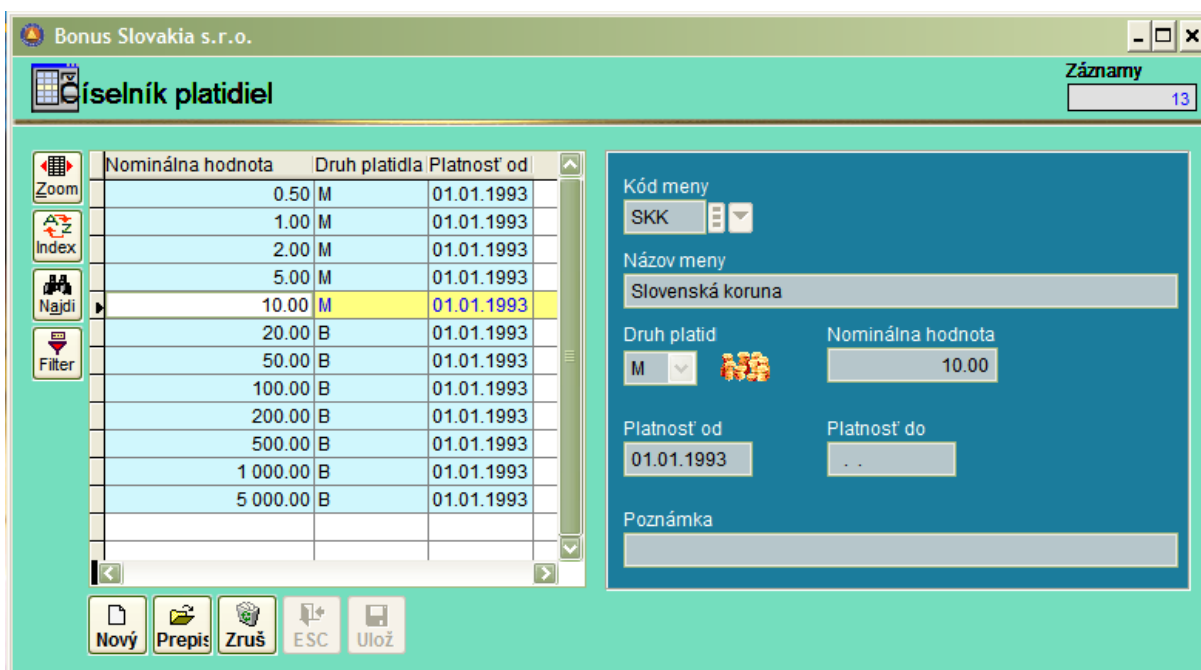 Bonus Slovakia s.r.o.
Číselník platidiel
Záznamy
13
Zoom
Index
Najdi
Filter
Nominálna hodnota Druh platidla Platnosť od
0.50 M 01.01.1993
1.00 M 01.01.1993
2.00 M 01.01.1993
5.00 M 01.01.1993
10.00 M 01.01.1993
20.00 B 01.01.1993
50.00 B 01.01.1993
100.00 B 01.01.1993
200.00 B 01.01.1993
500.00 B 01.01.1993
1 000.00 B 01.01.1993
5 000.00 B 01.01.1993
Kód meny
SKK
Názov meny
Slovenská koruna
Druh platid Nominálna hodnota
M 10.00
Platnosť od Platnosť do
01.01.1993 . .
Poznámka
Nový Prepis Zruš ESC Ulož